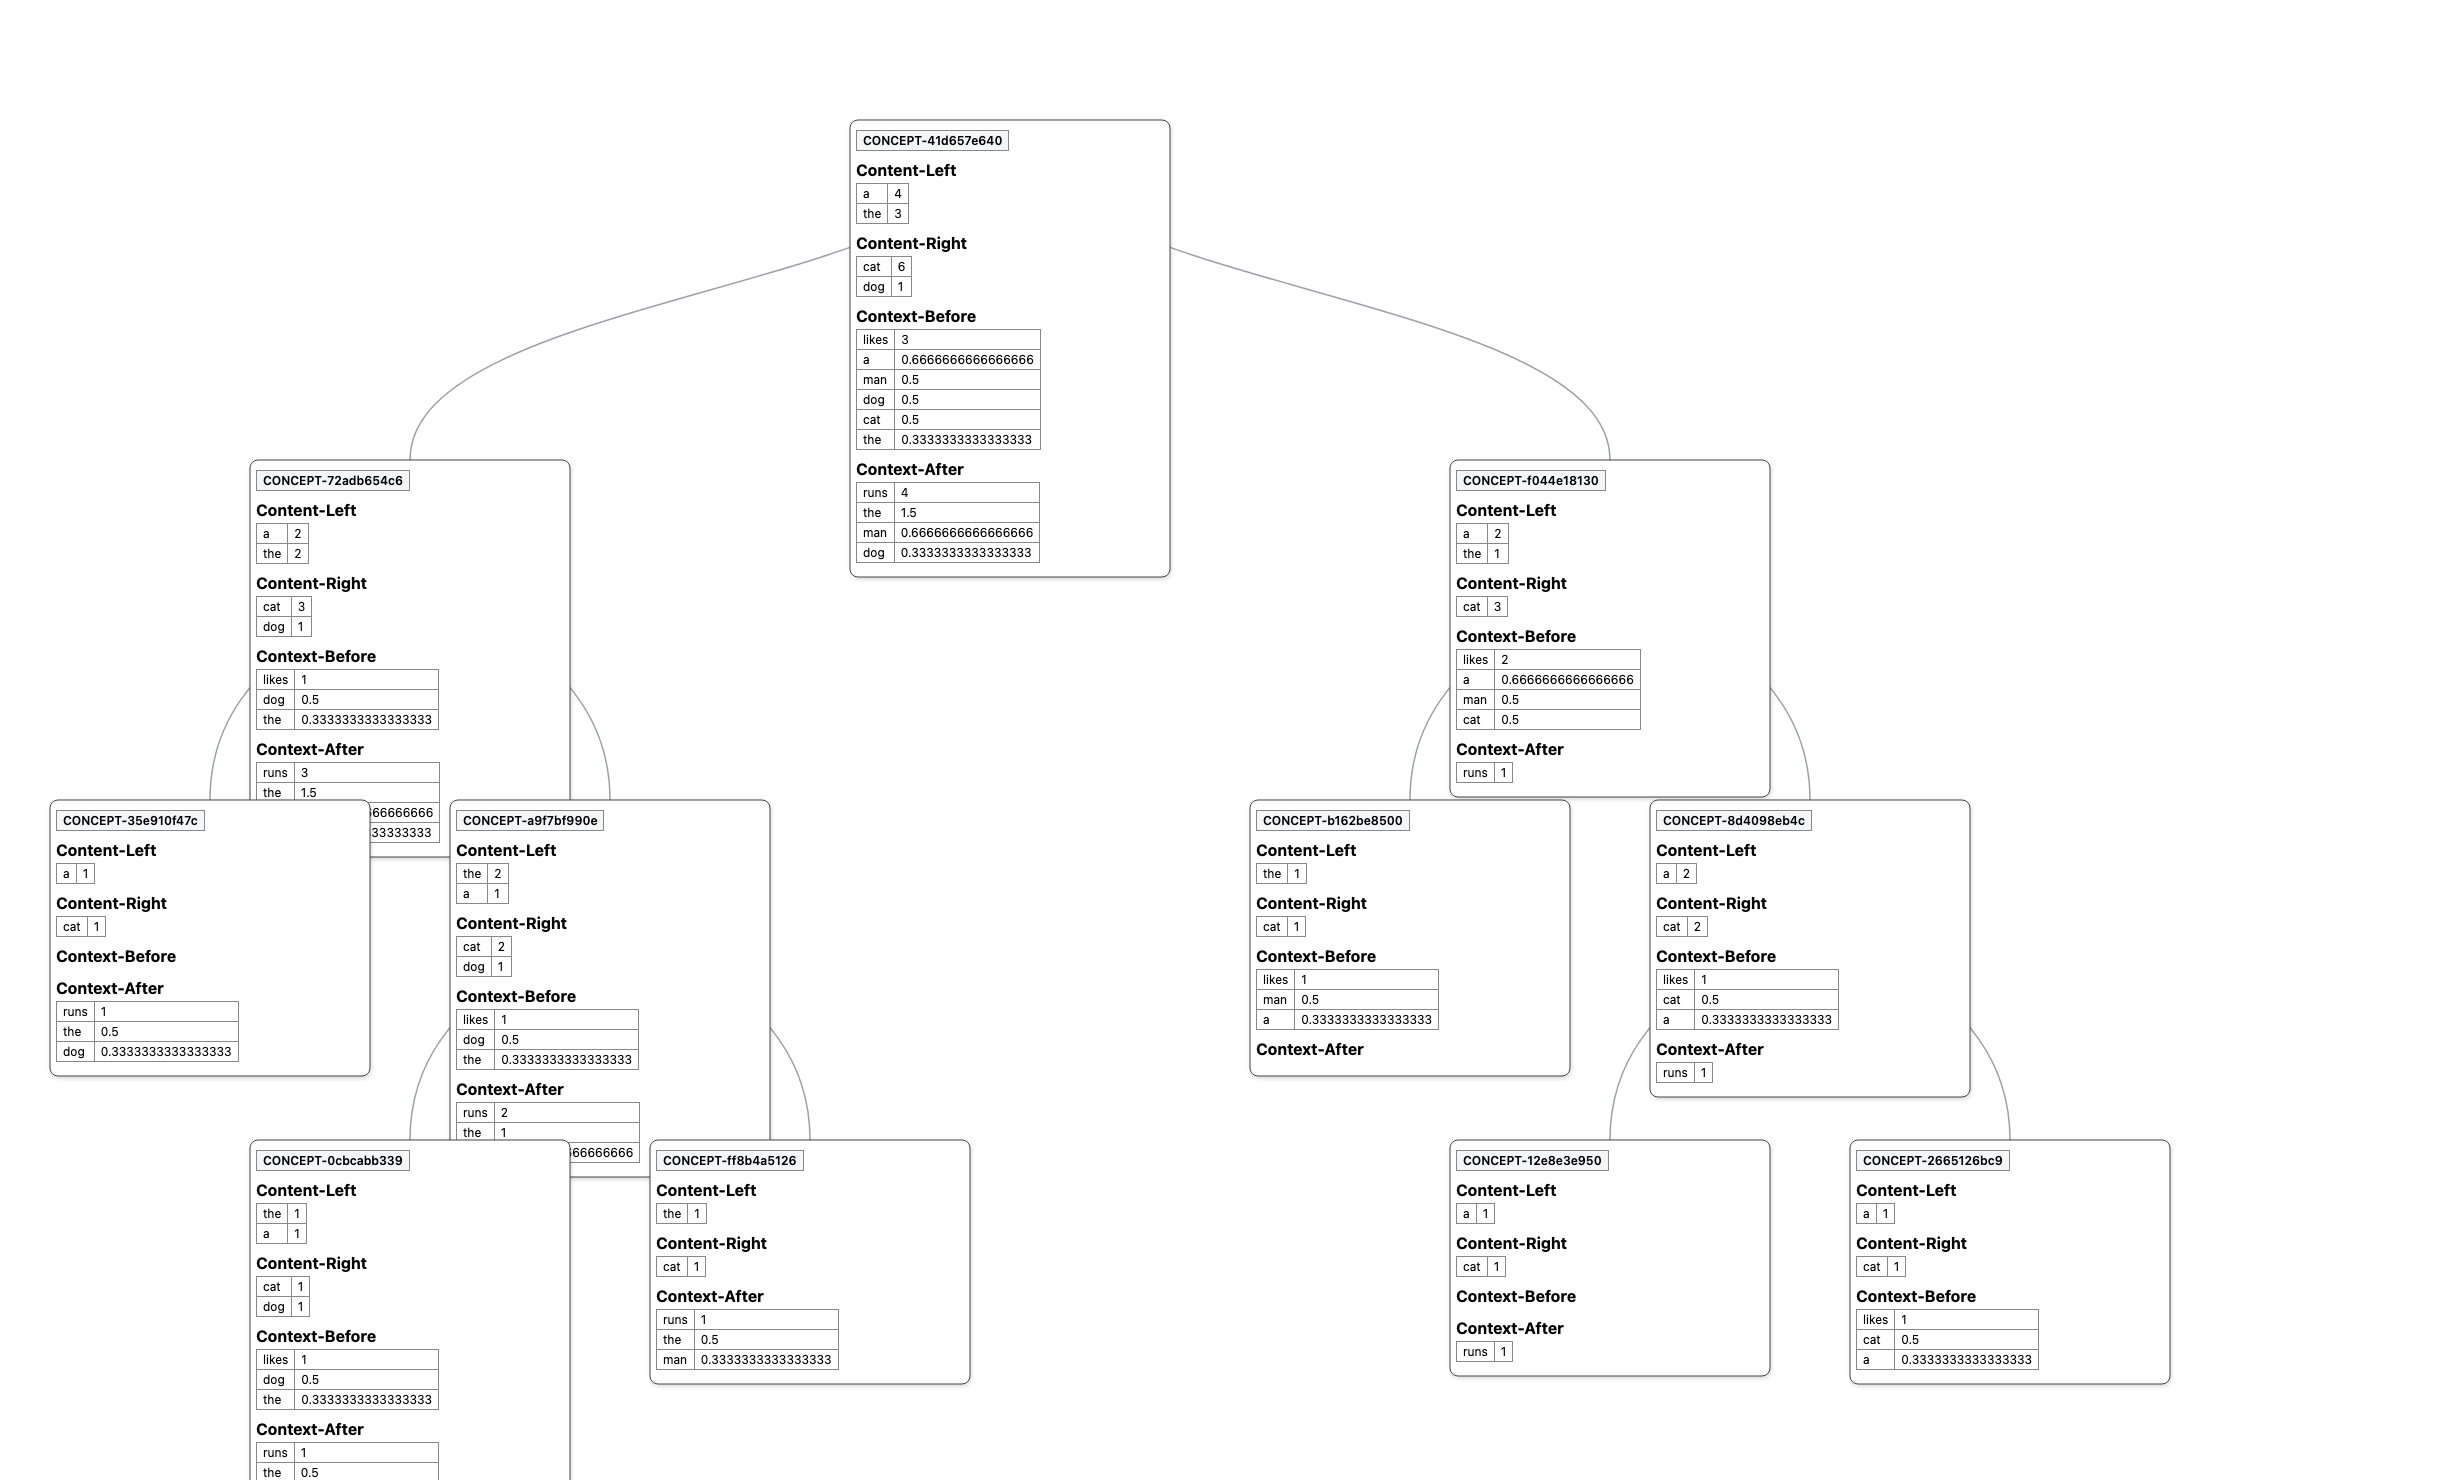 CONCEPT-41d657e640
Content-Left
a 4
the 3
Content-Right
cat 6
dog 1
Context-Before
likes 3
a 0.6666666666666666
man 0.5
dog 0.5
cat 0.5
the 0.3333333333333333
Context-After
runs 4
the 1.5
man 0.6666666666666666
dog 0.3333333333333333
CONCEPT-72adb654c6
Content-Left
a 2
the 2
Content-Right
cat 3
dog 1
Context-Before
likes 1
dog 0.5
the 0.3333333333333333
Context-After
runs 3
the 1.5
CONCEPT-f044e18130
Content-Left
a 2
the 1
Content-Right
cat 3
Context-Before
likes 2
a 0.6666666666666666
man 0.5
cat 0.5
Context-After
runs 1
CONCEPT-35e910f47c
Content-Left
a 1
Content-Right
cat 1
Context-Before
Context-After
runs 1
the 0.5
dog 0.3333333333333333
CONCEPT-a9f7bf990e
Content-Left
the 2
a 1
Content-Right
cat 2
dog 1
Context-Before
likes 1
dog 0.5
the 0.3333333333333333
Context-After
runs 2
the 1
CONCEPT-b162be8500
Content-Left
the 1
Content-Right
cat 1
Context-Before
likes 1
man 0.5
a 0.3333333333333333
Context-After
CONCEPT-8d4098eb4c
Content-Left
a 2
Content-Right
cat 2
Context-Before
likes 1
cat 0.5
a 0.3333333333333333
Context-After
runs 1
CONCEPT-0cbcabb339
Content-Left
the 1
a 1
Content-Right
cat 1
dog 1
Context-Before
likes 1
dog 0.5
the 0.3333333333333333
Context-After
runs 1
the 0.5
CONCEPT-ff8b4a5126
Content-Left
the 1
Content-Right
cat 1
Context-After
runs 1
the 0.5
man 0.3333333333333333
CONCEPT-12e8e3e950
Content-Left
a 1
Content-Right
cat 1
Context-Before
Context-After
runs 1
CONCEPT-2665126bc9
Content-Left
a 1
Content-Right
cat 1
Context-Before
likes 1
cat 0.5
a 0.3333333333333333